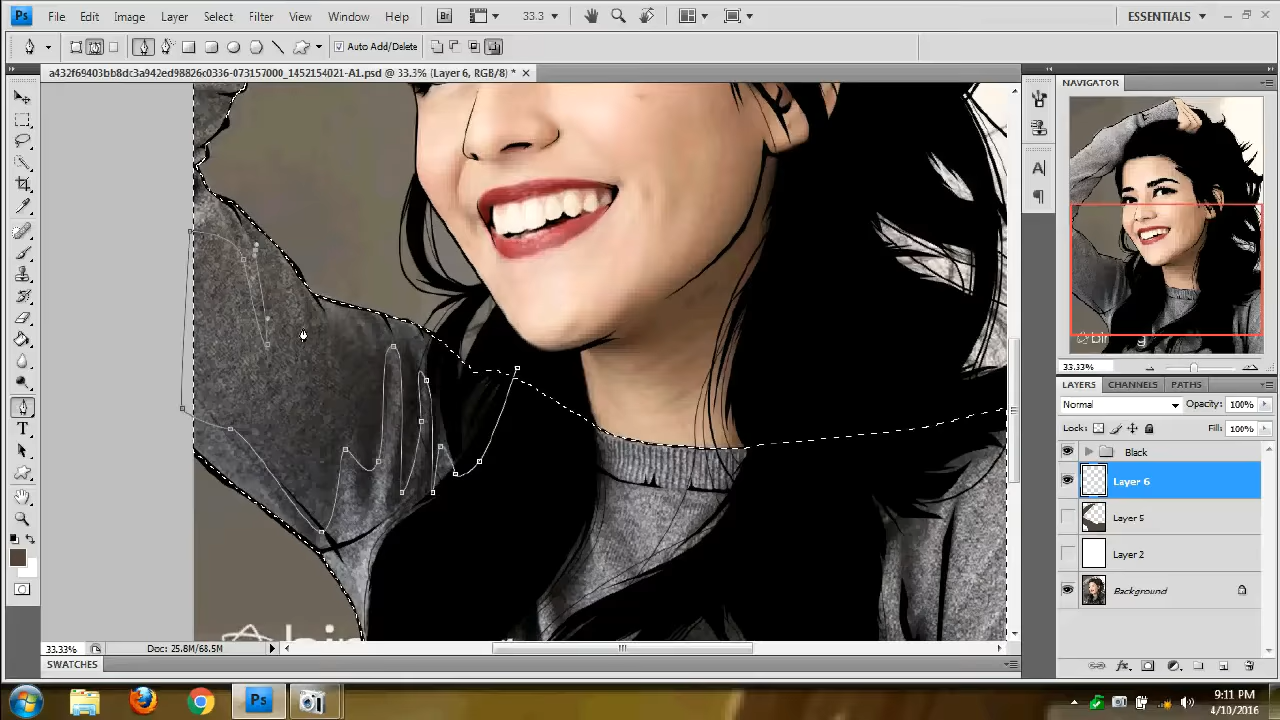 Ps File Edit Image Layer Select Filter Analysis View Window Help Br 33.3 ESSENTIALS
Auto Add/Delete
a432f69403bb8dc3a942ed98826c0336-073157000_1452154021-A1.psd @ 33.3% (Layer 6, RGB/8) *
NAVIGATOR
33.33%
LAYERS CHANNELS PATHS
Normal Opacity: 100%
Lock: Fill: 100%
Black
Layer 6
Layer 5
Layer 2
Background
33.33% Doc: 25.8M/68.5M
SWATCHES
Ps
9:11 PM
4/10/2016